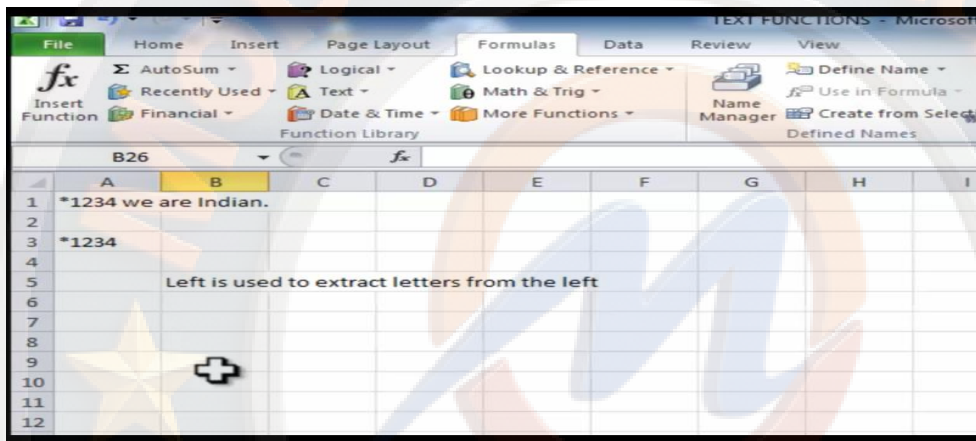 TEXT FUNCTIONS - Microsoft
File Home Insert Page Layout Formulas Data Review View
fx Insert Function
Σ AutoSum Logical Lookup & Reference Define Name
Recently Used Text Math & Trig Name Manager Use in Formula
Financial Date & Time More Functions Create from Selec
Function Library Defined Names
B26 fx
A B C D E F G H I
1 *1234 we are Indian.
2
3 *1234
4
5 Left is used to extract letters from the left
6
7
8
9
10
11
12